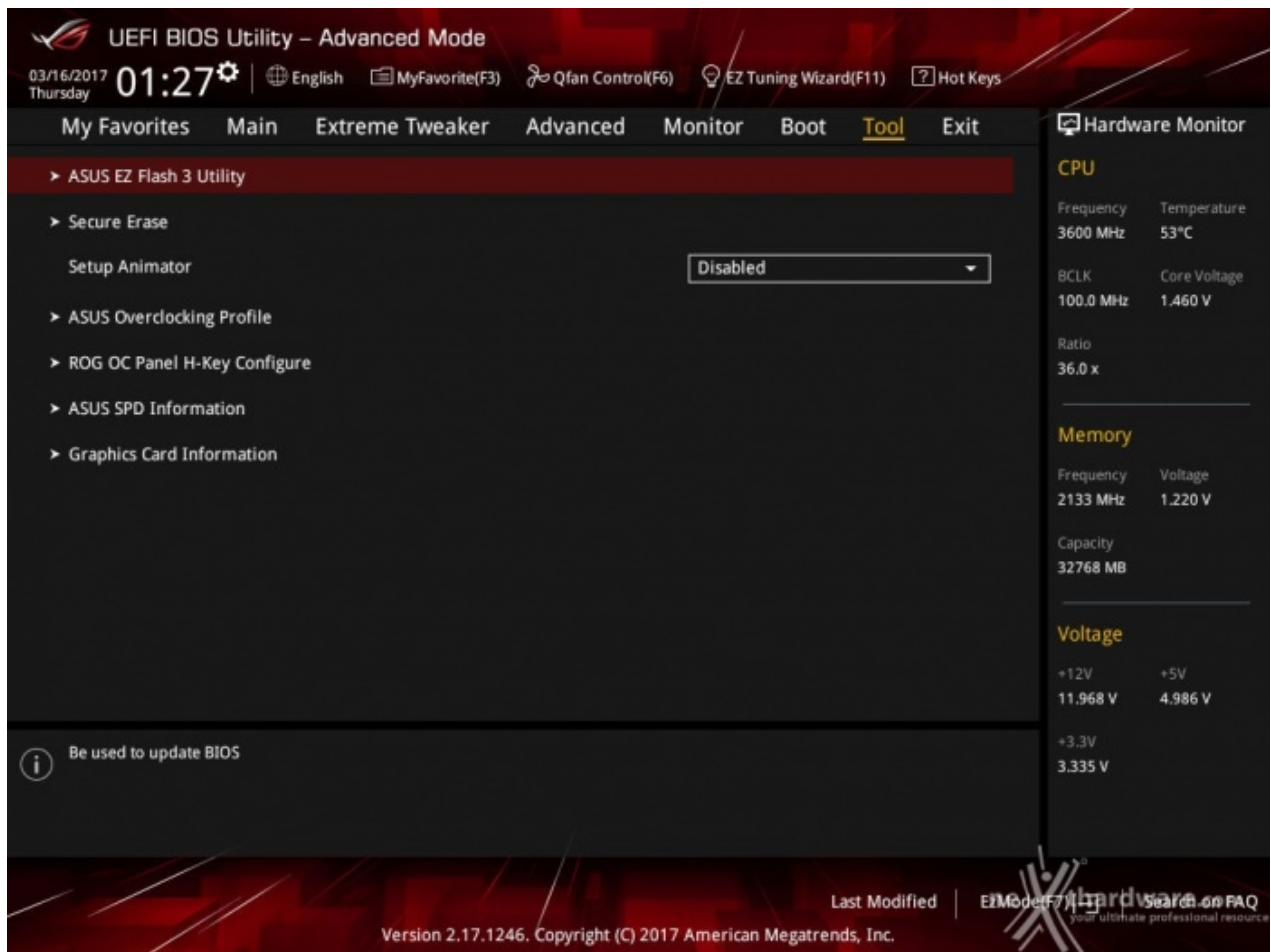 UEFI BIOS Utility – Advanced Mode
03/16/2017
Thursday
01:27
English
MyFavorite(F3)
Qfan Control(F6)
EZ Tuning Wizard(F11)
? Hot Keys
My Favorites
Main
Extreme Tweaker
Advanced
Monitor
Boot
Tool
Exit
ASUS EZ Flash 3 Utility
Secure Erase
Setup Animator
Disabled
ASUS Overclocking Profile
ROG OC Panel H-Key Configure
ASUS SPD Information
Graphics Card Information
Be used to update BIOS
Hardware Monitor
CPU
Frequency Temperature
3600 MHz 53°C
BCLK Core Voltage
100.0 MHz 1.460 V
Ratio
36.0 x
Memory
Frequency Voltage
2133 MHz 1.220 V
Capacity
32768 MB
Voltage
+12V +5V
11.968 V 4.986 V
+3.3V
3.335 V
Last Modified
EzMode(F7)
Search on FAQ
your ultimate professional resource
Version 2.17.1246. Copyright (C) 2017 American Megatrends, Inc.